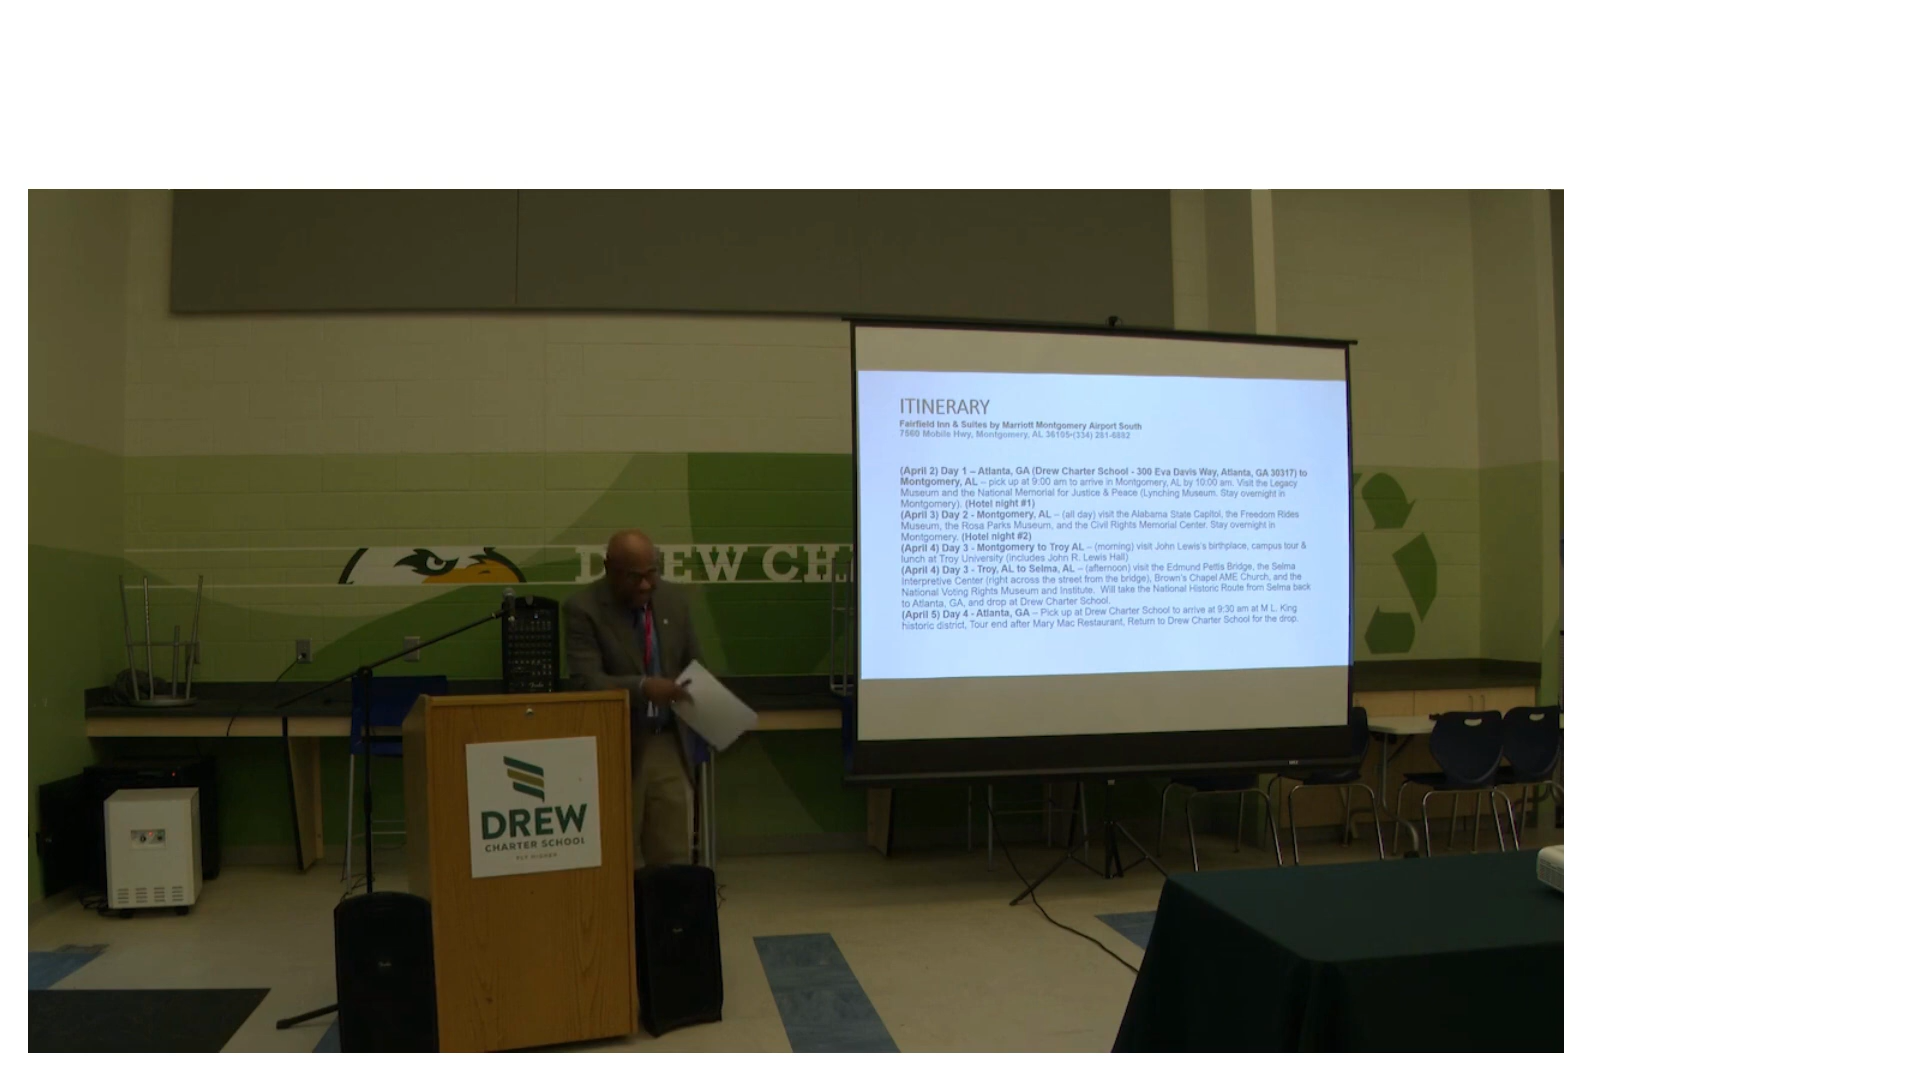 ITINERARY
Fairfield Inn & Suites by Marriott Montgomery Airport South
7560 Mobile Hwy, Montgomery, AL 36105•(334) 281-6882
(April 2) Day 1 – Atlanta, GA (Drew Charter School - 300 Eva Davis Way, Atlanta, GA 30317) to
Montgomery, AL – pick up at 9:00 am to arrive in Montgomery, AL by 10:00 am. Visit the Legacy
Museum and the National Memorial for Justice & Peace (Lynching Museum. Stay overnight in
Montgomery). (Hotel night #1)
(April 3) Day 2 - Montgomery, AL – (all day) visit the Alabama State Capitol, the Freedom Rides
Museum, the Rosa Parks Museum, and the Civil Rights Memorial Center. Stay overnight in
Montgomery. (Hotel night #2)
(April 4) Day 3 - Montgomery to Troy AL – (morning) visit John Lewis's birthplace, campus tour &
lunch at Troy University (includes John R. Lewis Hall)
(April 4) Day 3 - Troy, AL to Selma, AL – (afternoon) visit the Edmund Pettis Bridge, the Selma
Interpretive Center (right across the street from the bridge), Brown's Chapel AME Church, and the
National Voting Rights Museum and Institute. Will take the National Historic Route from Selma back
to Atlanta, GA, and drop at Drew Charter School.
(April 5) Day 4 - Atlanta, GA – Pick up at Drew Charter School to arrive at 9:30 am at M L. King
historic district, Tour end after Mary Mac Restaurant, Return to Drew Charter School for the drop.
DREW CH
DREW
CHARTER SCHOOL
FLY HIGHER